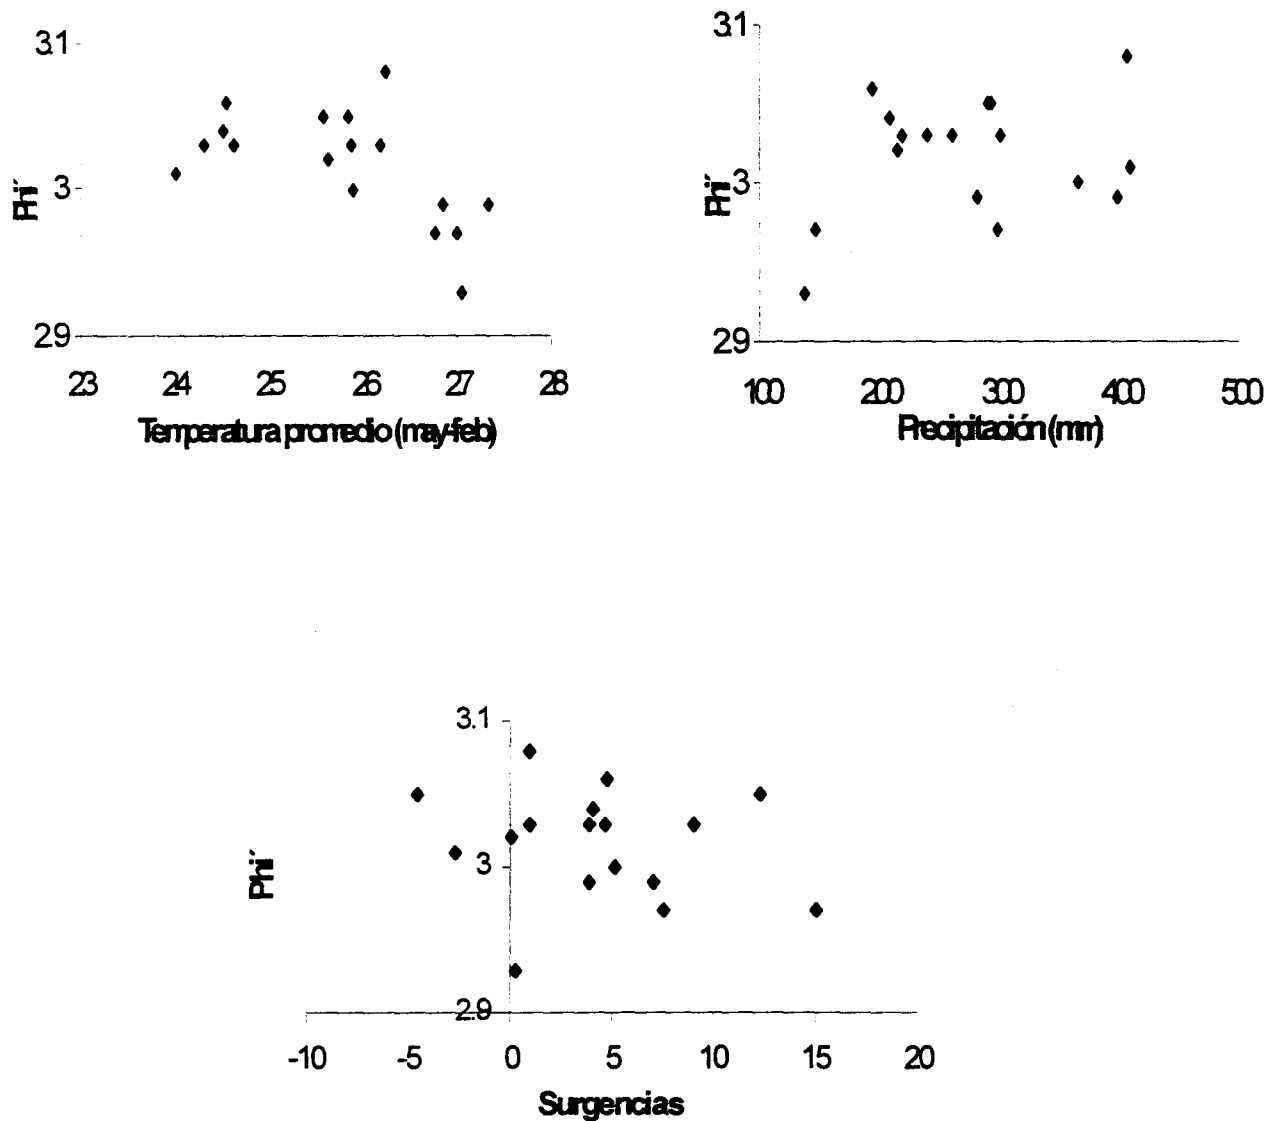 3.1
3
2.9
Phi´
23 24 25 26 27 28
Temperatura promedio (may-feb)
3.1
3
2.9
Phi´
100 200 300 400 500
Precipitación (mm)
3.1
3
2.9
Phi´
-10 -5 0 5 10 15 20
Surgencias